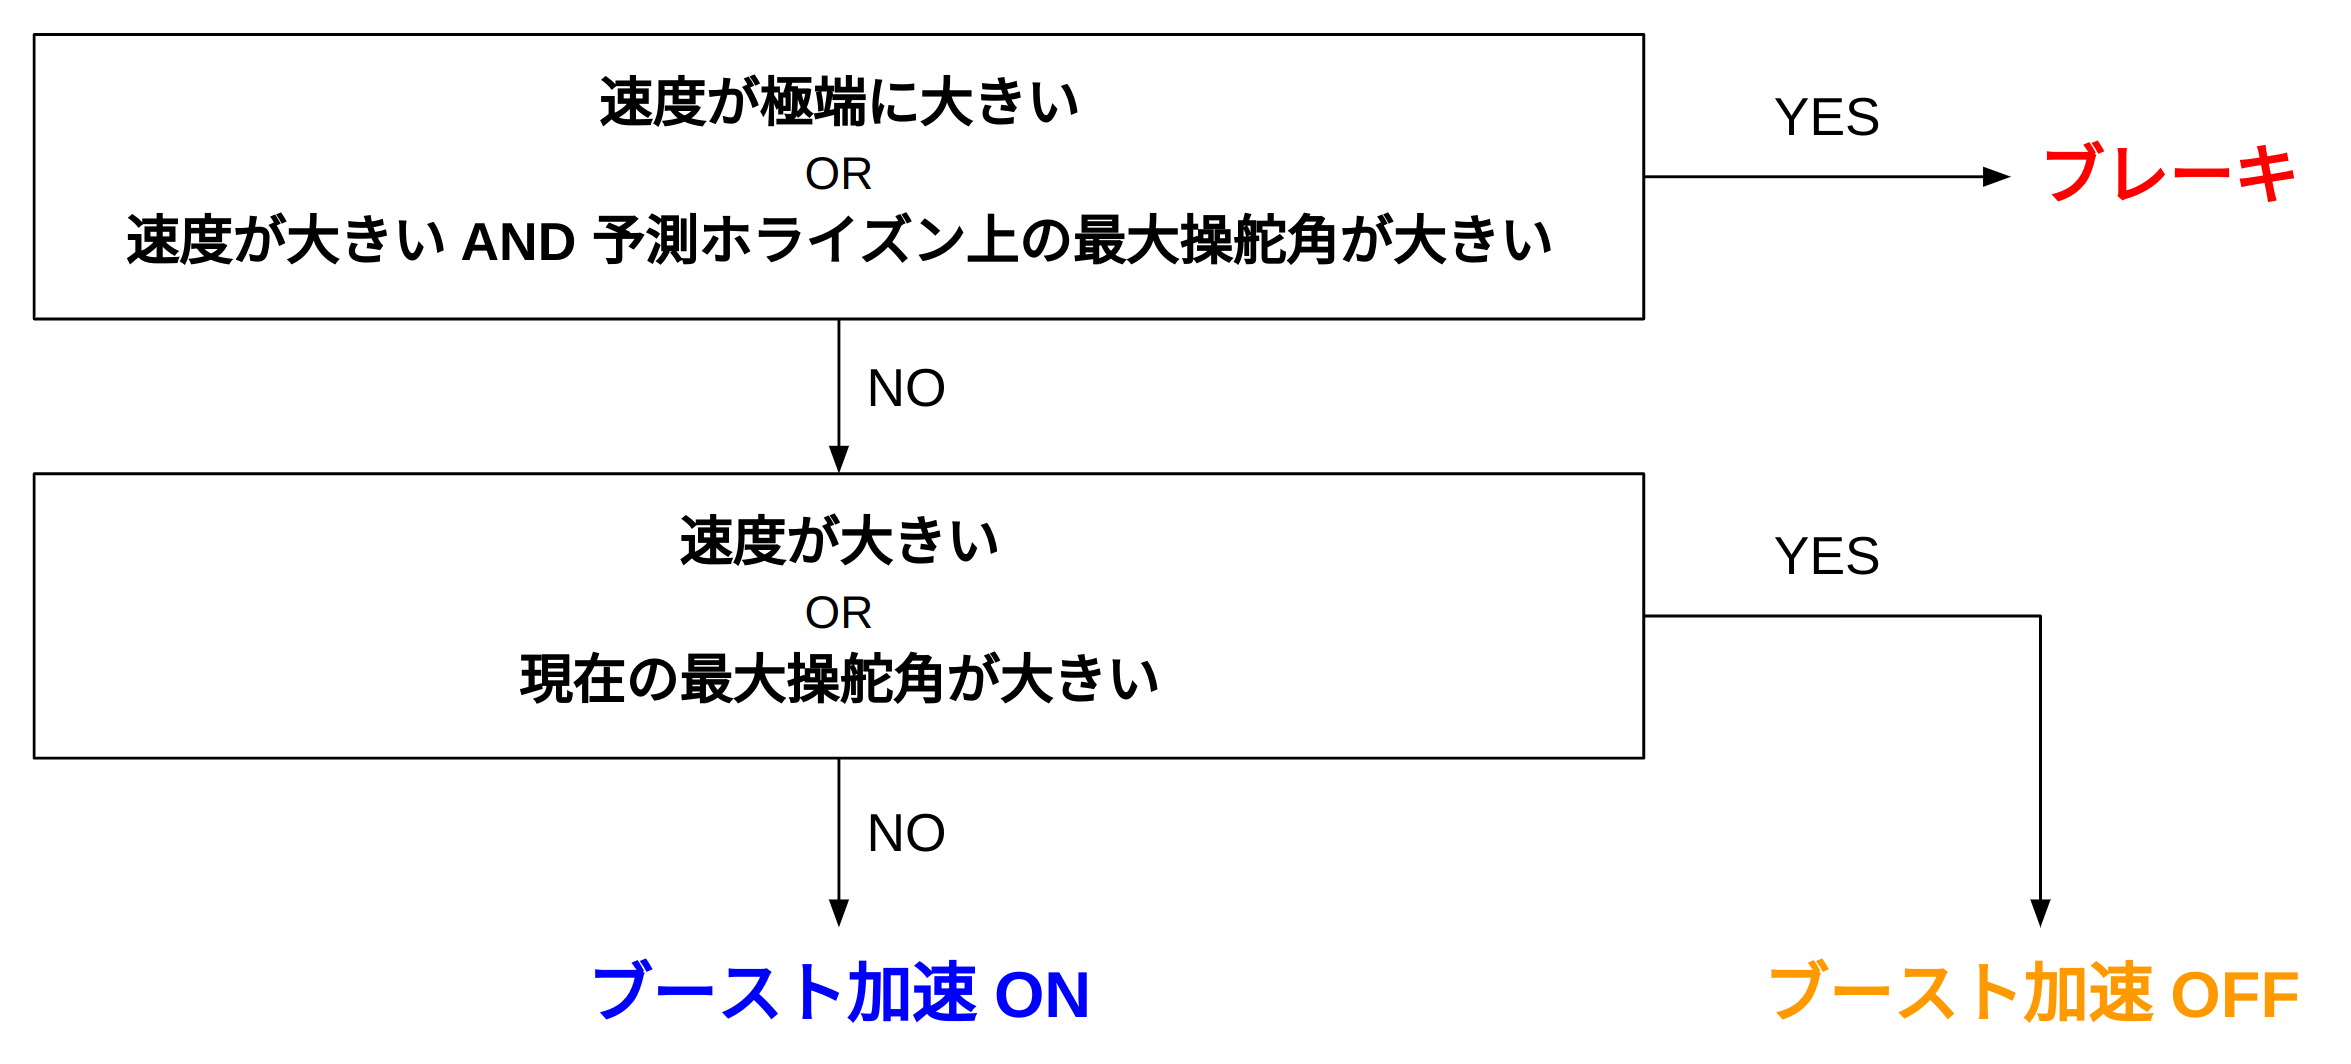 速度が極端に大きい
OR
速度が大きい AND 予測ホライズン上の最大操舵角が大きい
YES
ブレーキ
NO
速度が大きい
OR
現在の最大操舵角が大きい
YES
NO
ブースト加速 ON
ブースト加速 OFF